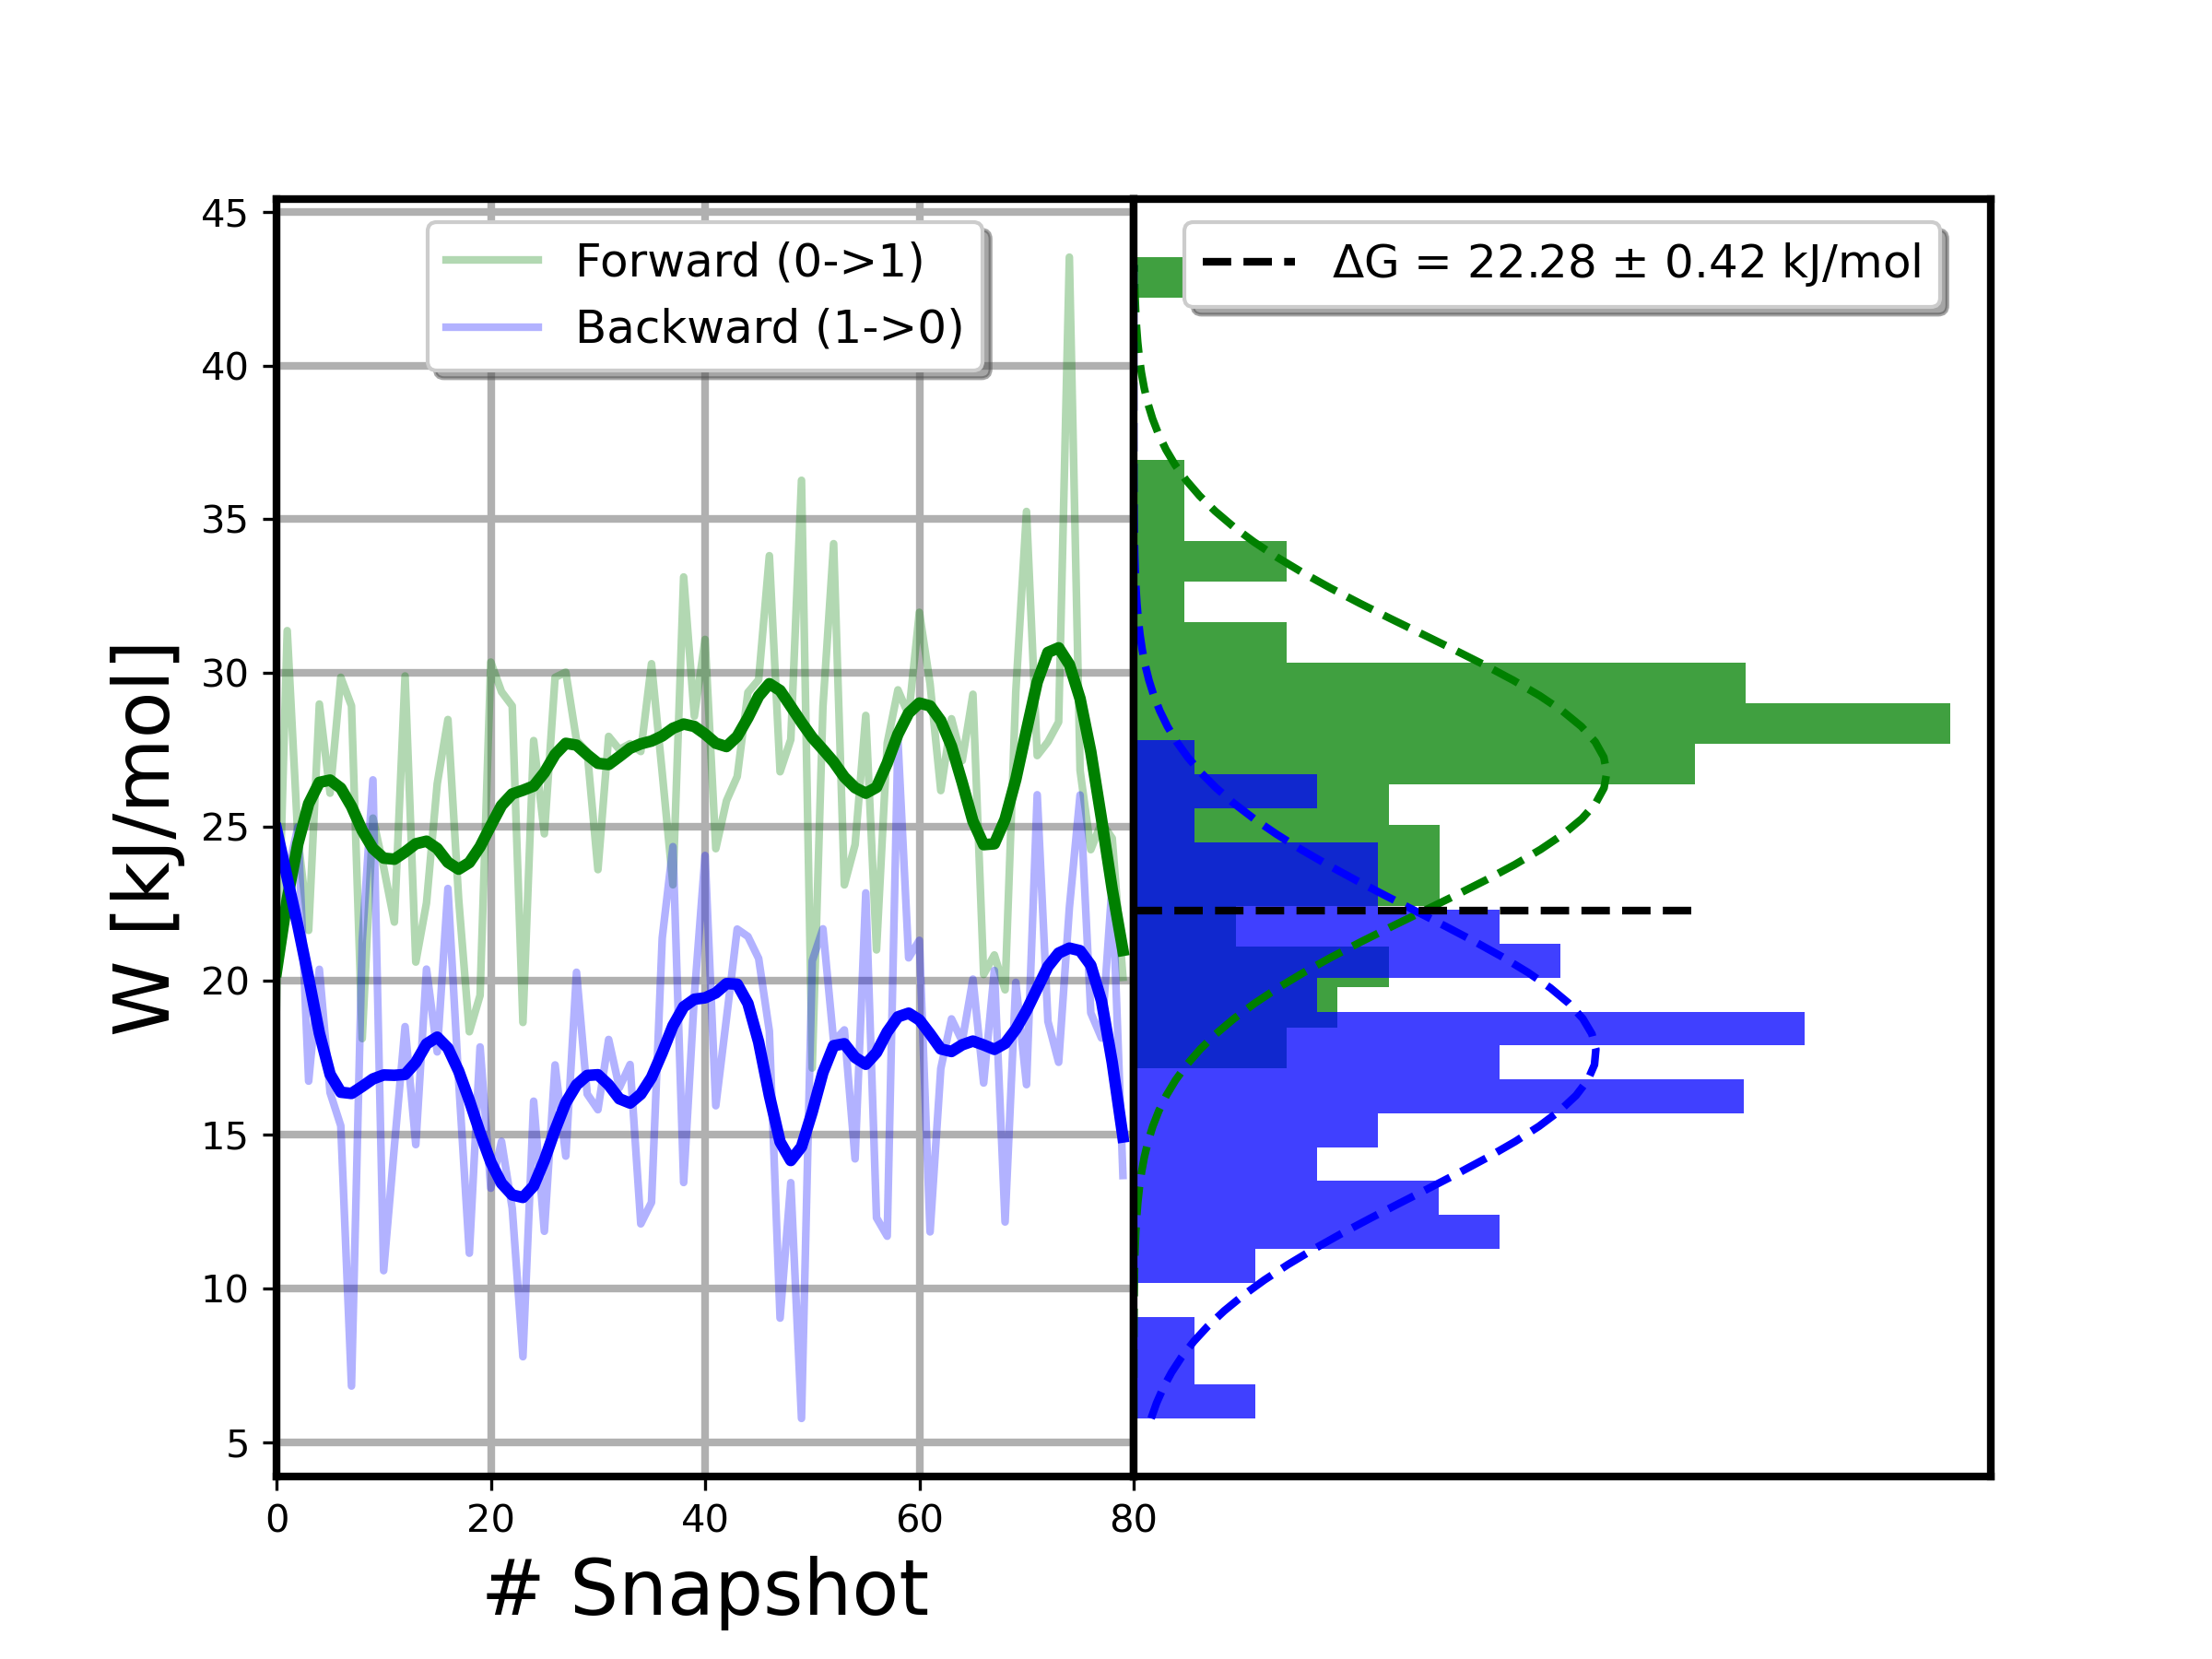 45
40
35
30
25
20
15
10
5
W [kJ/mol]
Forward (0->1)
Backward (1->0)
ΔG = 22.28 ± 0.42 kJ/mol
0 20 40 60 80
# Snapshot